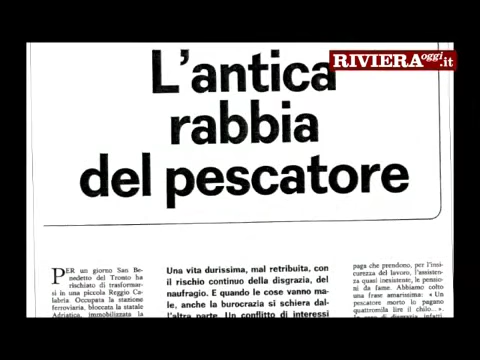 RIVIERAoggi.it
L'antica
rabbia
del pescatore
PER un giorno San Be-
nedetto del Tronto ha
rischiato di trasformar-
si in una piccola Reggio Ca-
labria Occupata la stazione
ferroviaria, bloccata la statale
Adriatica, immobilizzata la
Una vita durissima, mal retribuita, con
il rischio continuo della disgrazia, del
naufragio. E quando le cose vanno ma-
le, anche la burocrazia si schiera dal-
l'altra parte. Un conflitto di interessi
paga che prendono, per l'insi-
curezza del lavoro, l'assistenza
quasi inesistente, le pensio-
ni da fame. Abbiamo colto
una frase amarissima: « Un
pescatore morto lo pagano
quattromila lire il chilo...»